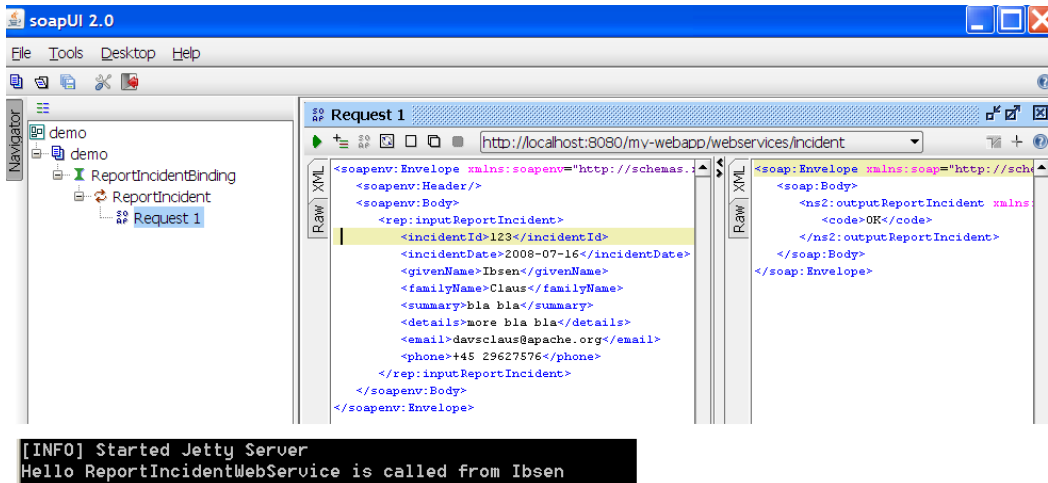 soapUI 2.0
File Tools Desktop Help
Navigator
demo
demo
ReportIncidentBinding
ReportIncident
SO AP Request 1
SO AP Request 1
http://localhost:8080/my-webapp/webservices/incident
XML
Raw
<soapenv:Envelope xmlns:soapenv="http://schemas.
<soapenv:Header/>
<soapenv:Body>
<rep:inputReportIncident>
<incidentId>123</incidentId>
<incidentDate>2008-07-16</incidentDate>
<givenName>Ibsen</givenName>
<familyName>Claus</familyName>
<summary>bla bla</summary>
<details>more bla bla</details>
<email>davsclaus@apache.org</email>
<phone>+45 29627576</phone>
</rep:inputReportIncident>
</soapenv:Body>
</soapenv:Envelope>
XML
Raw
<soap:Envelope xmlns:soap="http://sche
<soap:Body>
<ns2:outputReportIncident xmlns:
<code>OK</code>
</ns2:outputReportIncident>
</soap:Body>
</soap:Envelope>
[INFO] Started Jetty Server
Hello ReportIncidentWebService is called from Ibsen